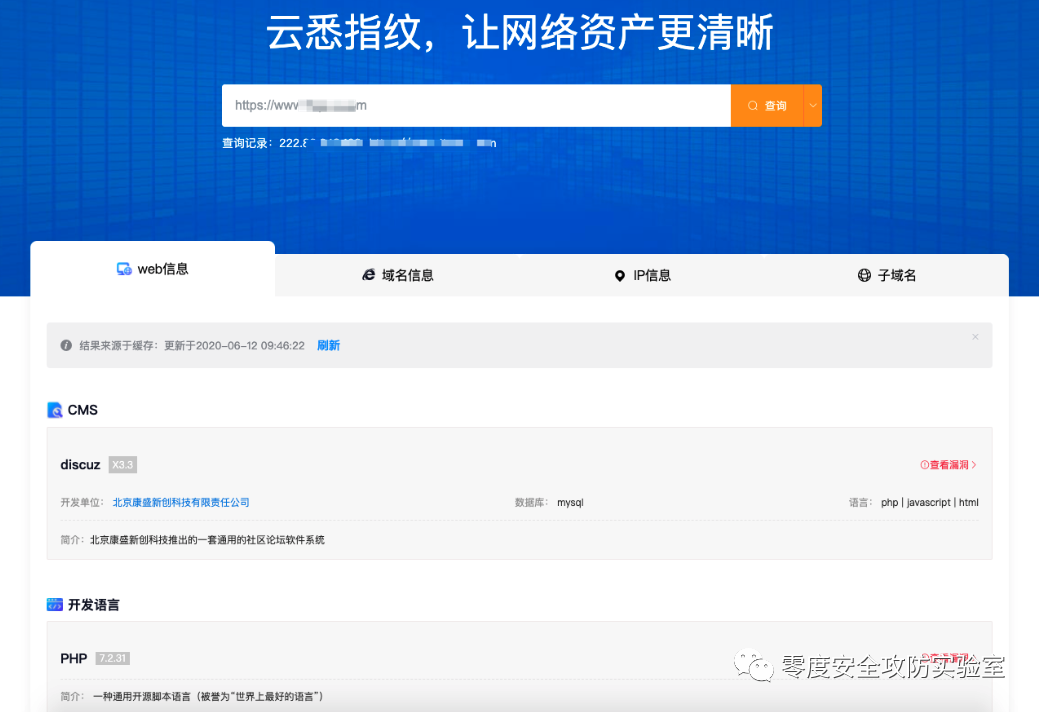 云悉指纹，让网络资产更清晰
https://www
查询
查询记录：222.
web信息
域名信息
IP信息
子域名
结果来源于缓存：更新于2020-06-12 09:46:22 刷新
CMS
discuz X3.3 查看漏洞
开发单位： 北京康盛新创科技有限责任公司 数据库： mysql 语言： php | javascript | html
简介： 北京康盛新创科技推出的一套通用的社区论坛软件系统
开发语言
PHP 7.2.31
零度安全攻防实验室
简介： 一种通用开源脚本语言（被誉为“世界上最好的语言”）